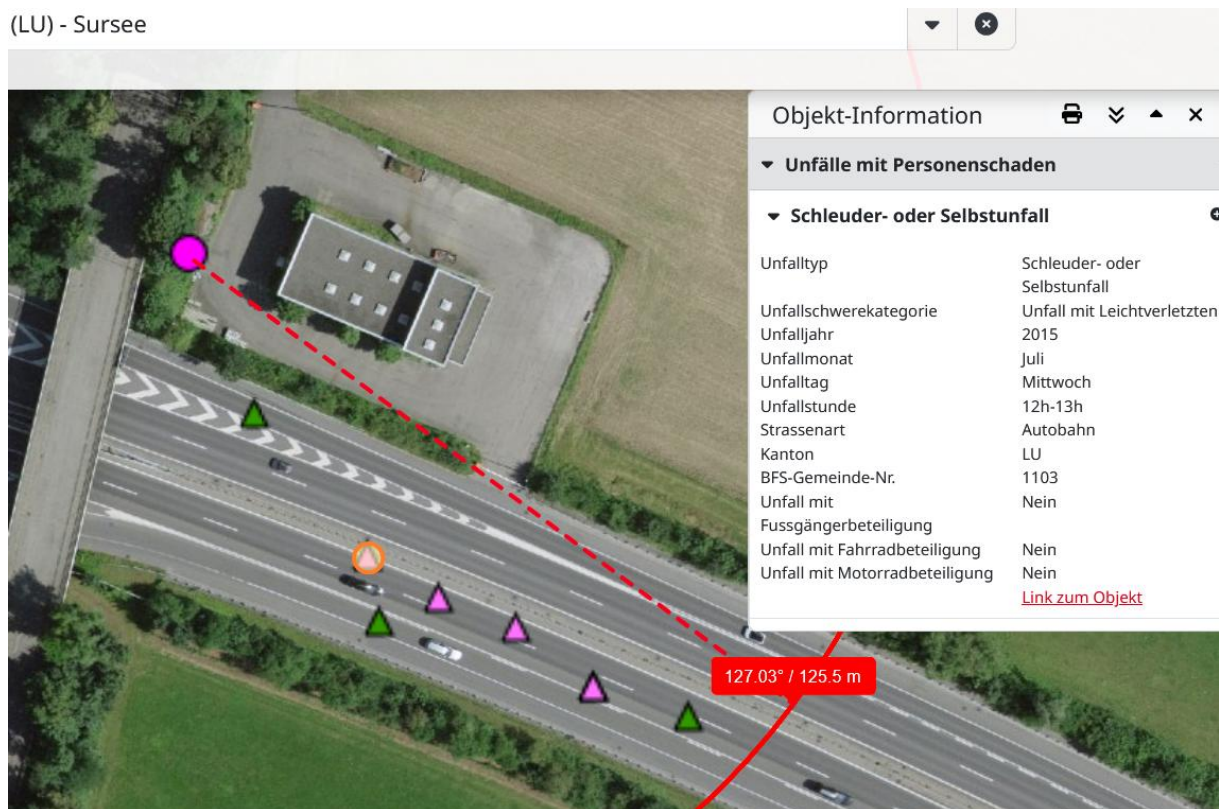 (LU) - Sursee
Objekt-Information
Unfälle mit Personenschaden
Schleuder- oder Selbstunfall
Unfalltyp Schleuder- oder
Selbstunfall
Unfallschwerekategorie Unfall mit Leichtverletzten
Unfalljahr 2015
Unfallmonat Juli
Unfalltag Mittwoch
Unfallstunde 12h-13h
Strassenart Autobahn
Kanton LU
BFS-Gemeinde-Nr. 1103
Unfall mit Nein
Fussgängerbeteiligung
Unfall mit Fahrradbeteiligung Nein
Unfall mit Motorradbeteiligung Nein
Link zum Objekt
127.03° / 125.5 m